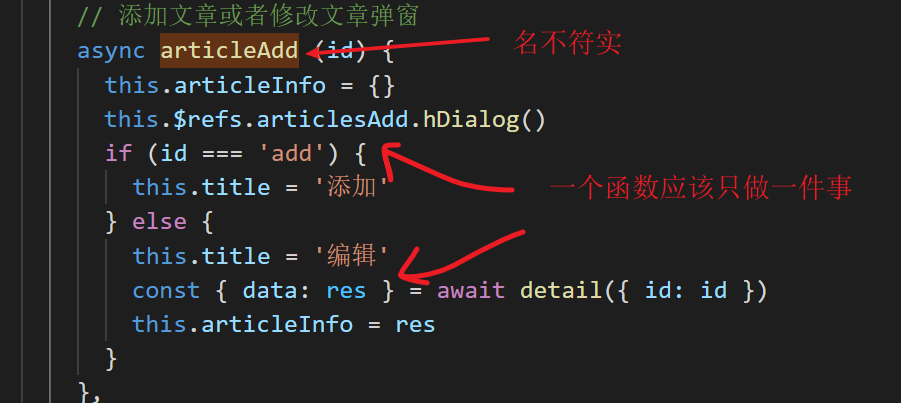 // 添加文章或者修改文章弹窗
async articleAdd (id) { 名不符实
this.articleInfo = {}
this.$refs.articlesAdd.hDialog()
if (id === 'add') {
this.title = '添加' 一个函数应该只做一件事
} else {
this.title = '编辑'
const { data: res } = await detail({ id: id })
this.articleInfo = res
}
},